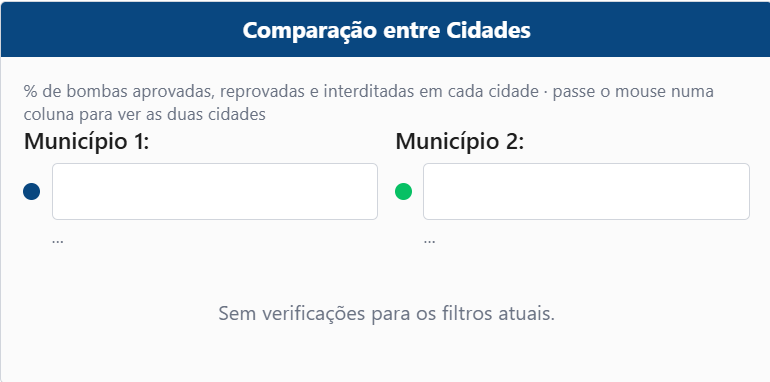 Comparação entre Cidades
% de bombas aprovadas, reprovadas e interditadas em cada cidade · passe o mouse numa
coluna para ver as duas cidades
Município 1:
Município 2:
...
...
Sem verificações para os filtros atuais.